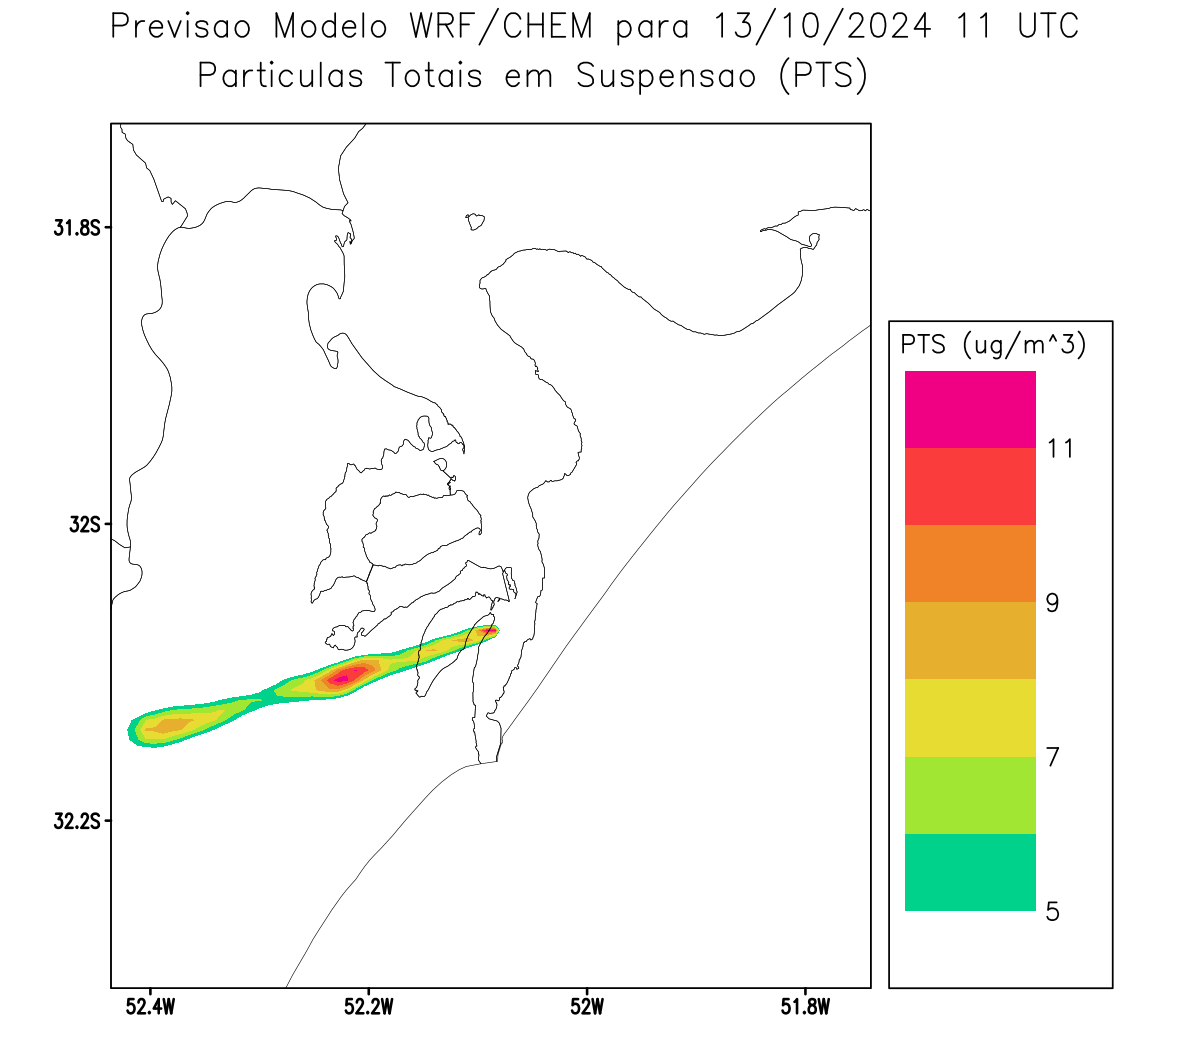 Previsao Modelo WRF/CHEM para 13/10/2024 11 UTC
Particulas Totais em Suspensao (PTS)
31.8S
32S
32.2S
52.4W
52.2W
52W
51.8W
PTS (ug/m^3)
11
9
7
5